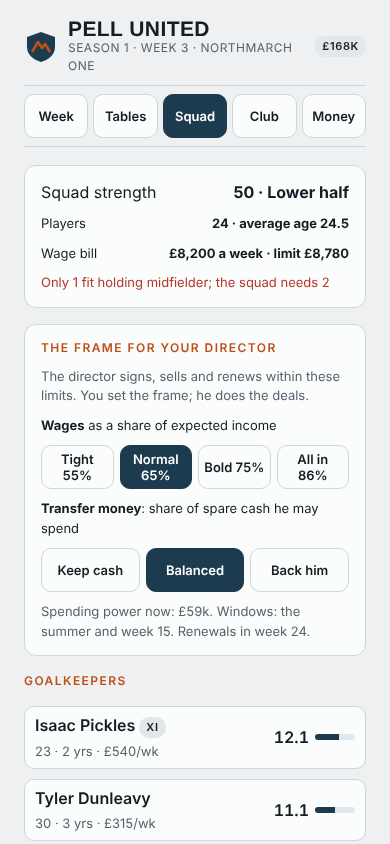 PELL UNITED
SEASON 1 · WEEK 3 · NORTHMARCH
ONE
£168K
Week
Tables
Squad
Club
Money
Squad strength
50 · Lower half
Players
24 · average age 24.5
Wage bill
£8,200 a week · limit £8,780
Only 1 fit holding midfielder; the squad needs 2
THE FRAME FOR YOUR DIRECTOR
The director signs, sells and renews within these
limits. You set the frame; he does the deals.
Wages as a share of expected income
Tight
55%
Normal
65%
Bold 75%
All in
86%
Transfer money: share of spare cash he may
spend
Keep cash
Balanced
Back him
Spending power now: £59k. Windows: the
summer and week 15. Renewals in week 24.
GOALKEEPERS
Isaac Pickles XI
12.1
23 · 2 yrs · £540/wk
Tyler Dunleavy
11.1
30 · 3 yrs · £315/wk